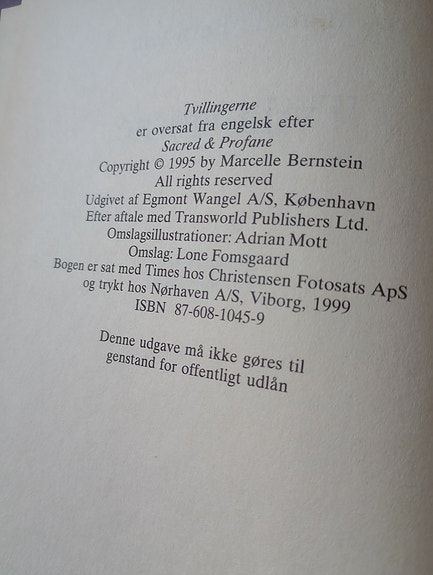 Tvillingerne
er oversat fra engelsk efter
Sacred & Profane
Copyright © 1995 by Marcelle Bernstein
All rights reserved
Udgivet af Egmont Wangel A/S, København
Efter aftale med Transworld Publishers Ltd.
Omslagsillustrationer: Adrian Mott
Omslag: Lone Fomsgaard
Bogen er sat med Times hos Christensen Fotosats ApS
og trykt hos Nørhaven A/S, Viborg, 1999
ISBN 87-608-1045-9
Denne udgave må ikke gøres til
genstand for offentligt udlån